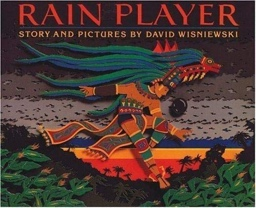 RAIN PLAYER
STORY AND PICTURES BY DAVID WISNIEWSKI